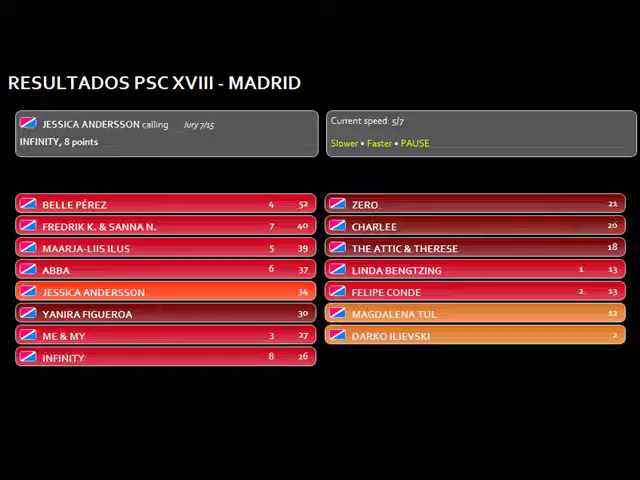 RESULTADOS PSC XVIII - MADRID
JESSICA ANDERSSON calling Jury 7/15
INFINITY, 8 points
Current speed: 5/7
Slower • Faster • PAUSE
BELLE PÉREZ 4 52
FREDRIK K. & SANNA N. 7 40
MAARJA-LIIS ILUS 5 39
ABBA 6 37
JESSICA ANDERSSON 34
YANIRA FIGUEROA 30
ME & MY 3 27
INFINITY 8 26
ZERO 21
CHARLEE 20
THE ATTIC & THERESE 18
LINDA BENGTZING 1 13
FELIPE CONDE 2 13
MAGDALENA TUL 12
DARKO ILIEVSKI 2